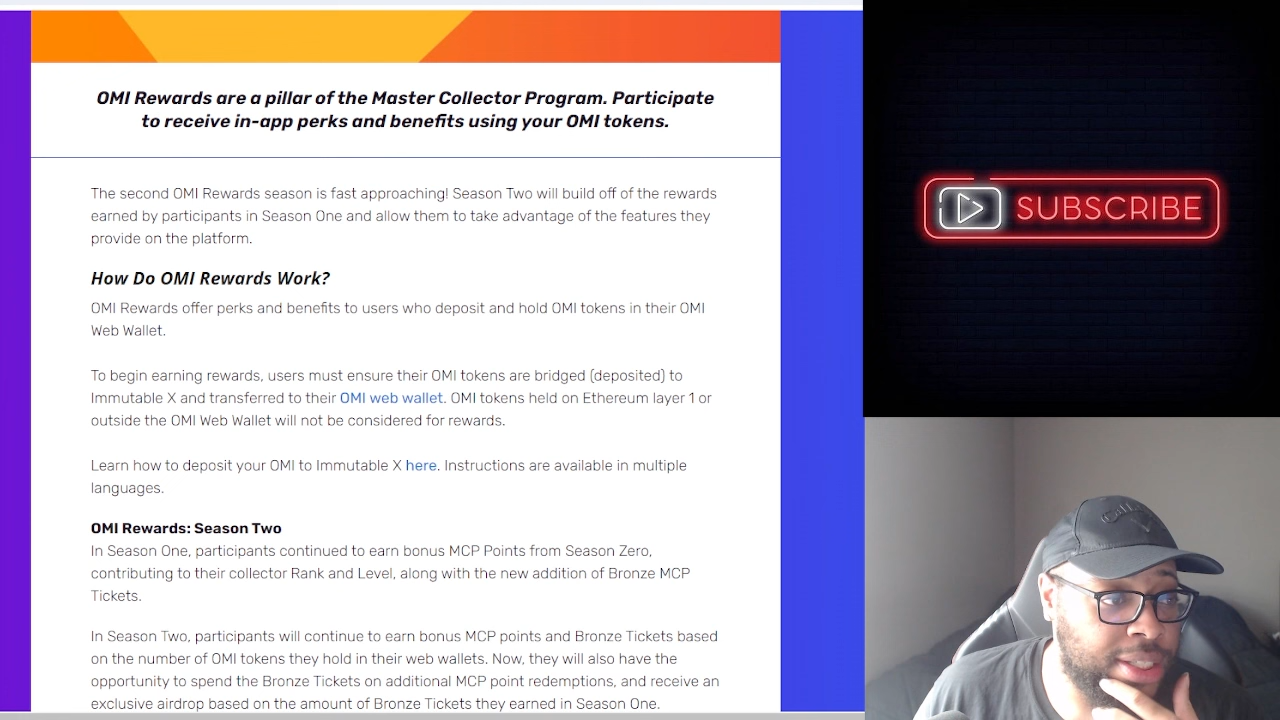 OMI Rewards are a pillar of the Master Collector Program. Participate
to receive in-app perks and benefits using your OMI tokens.
The second OMI Rewards season is fast approaching! Season Two will build off of the rewards
earned by participants in Season One and allow them to take advantage of the features they
provide on the platform.
How Do OMI Rewards Work?
OMI Rewards offer perks and benefits to users who deposit and hold OMI tokens in their OMI
Web Wallet.
To begin earning rewards, users must ensure their OMI tokens are bridged (deposited) to
Immutable X and transferred to their OMI web wallet. OMI tokens held on Ethereum layer 1 or
outside the OMI Web Wallet will not be considered for rewards.
Learn how to deposit your OMI to Immutable X here. Instructions are available in multiple
languages.
OMI Rewards: Season Two
In Season One, participants continued to earn bonus MCP Points from Season Zero,
contributing to their collector Rank and Level, along with the new addition of Bronze MCP
Tickets.
In Season Two, participants will continue to earn bonus MCP points and Bronze Tickets based
on the number of OMI tokens they hold in their web wallets. Now, they will also have the
opportunity to spend the Bronze Tickets on additional MCP point redemptions, and receive an
exclusive airdrop based on the amount of Bronze Tickets they earned in Season One.
SUBSCRIBE